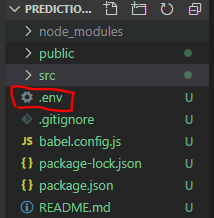 PREDICTIO...
node_modules
public
src
.env U
.gitignore U
babel.config.js U
package-lock.json U
package.json U
README.md U